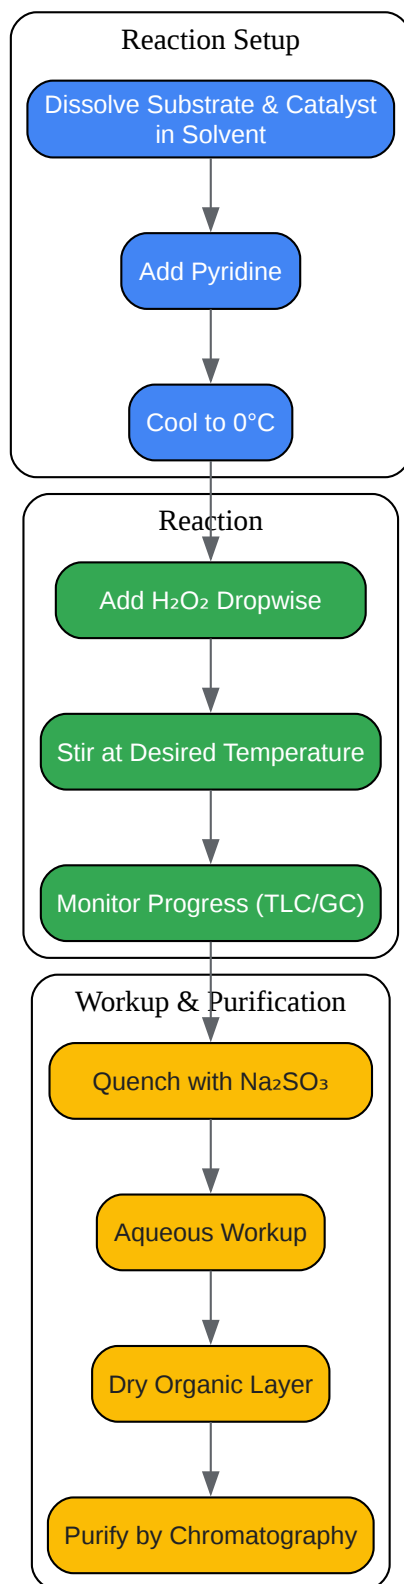 Reaction Setup
Dissolve Substrate & Catalyst
in Solvent
Add Pyridine
Cool to 0°C
Reaction
Add H₂O₂ Dropwise
Stir at Desired Temperature
Monitor Progress (TLC/GC)
Workup & Purification
Quench with Na₂SO₃
Aqueous Workup
Dry Organic Layer
Purify by Chromatography